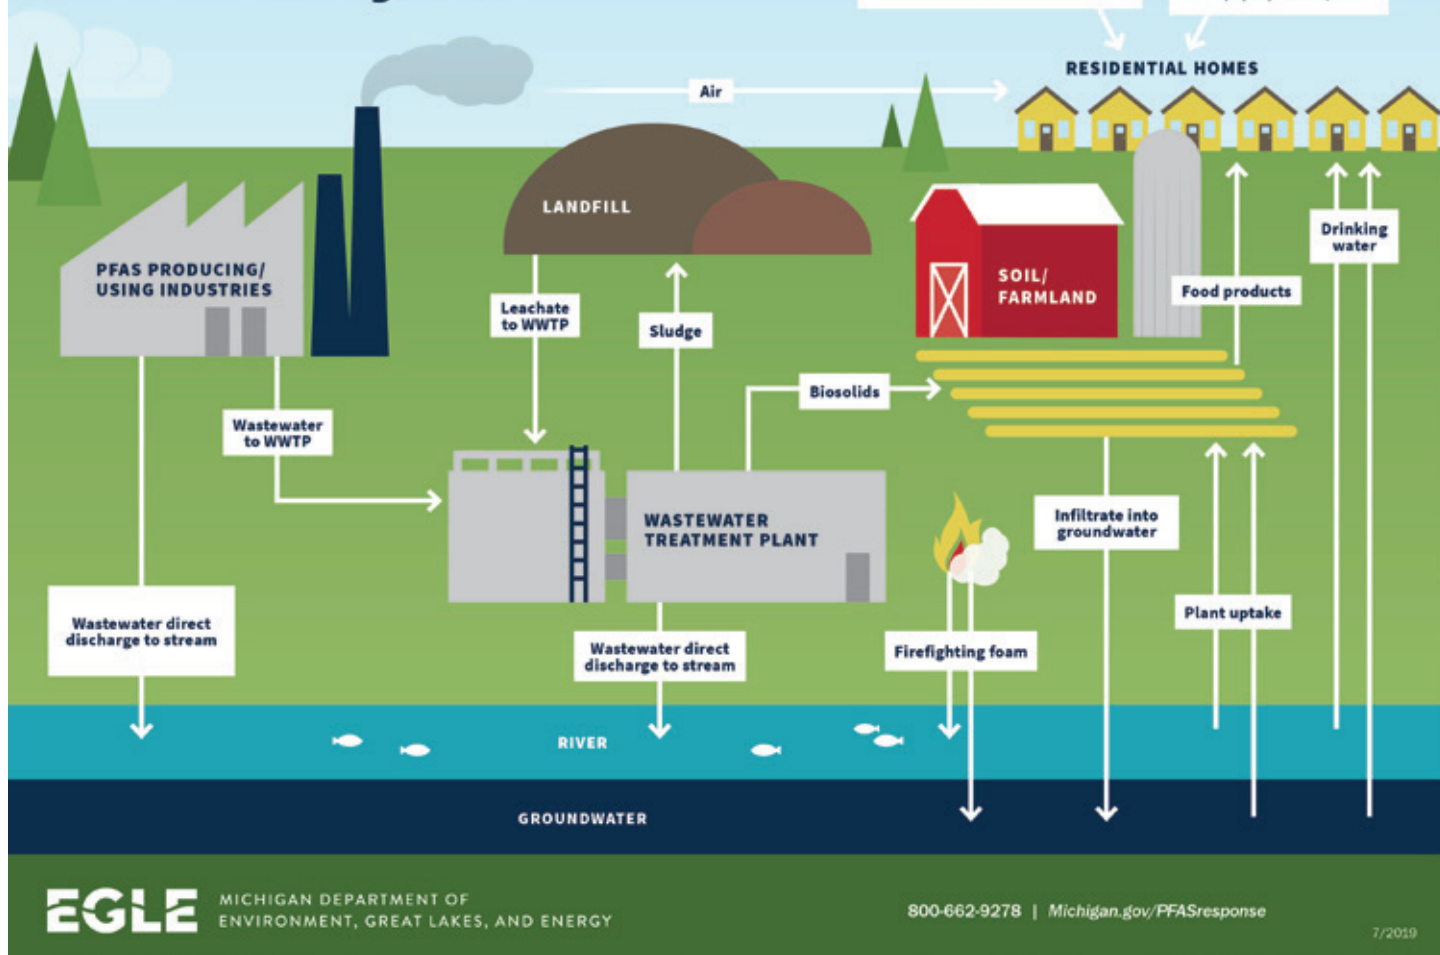 Air
RESIDENTIAL HOMES
LANDFILL
PFAS PRODUCING/
USING INDUSTRIES
Leachate
to WWTP
Sludge
SOIL/
FARMLAND
Food products
Drinking
water
Biosolids
Wastewater
to WWTP
WASTEWATER
TREATMENT PLANT
Infiltrate into
groundwater
Plant uptake
Wastewater direct
discharge to stream
Wastewater direct
discharge to stream
Firefighting foam
RIVER
GROUNDWATER
EGLE
MICHIGAN DEPARTMENT OF
ENVIRONMENT, GREAT LAKES, AND ENERGY
800-662-9278 | Michigan.gov/PFASresponse
7/2019